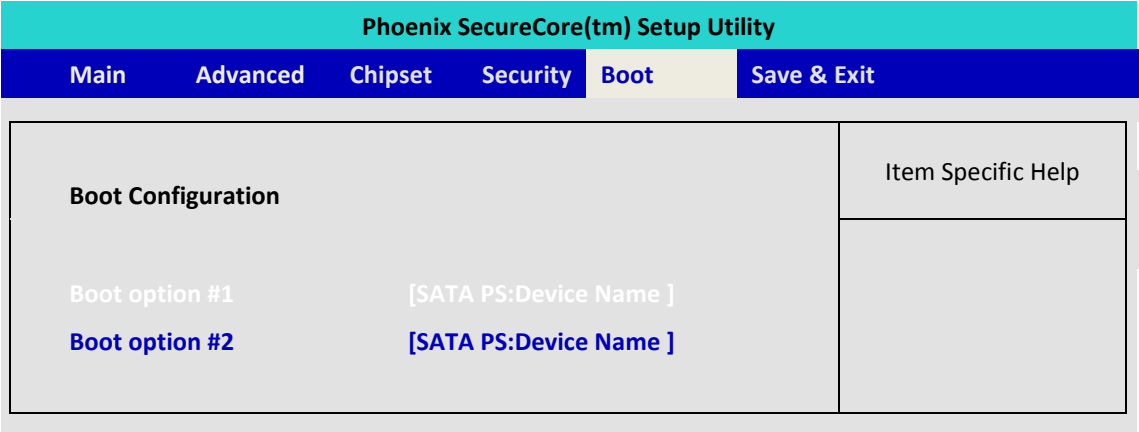 Phoenix SecureCore(tm) Setup Utility
Main Advanced Chipset Security Boot Save & Exit
Item Specific Help
Boot Configuration
Boot option #1 [SATA PS:Device Name ]
Boot option #2 [SATA PS:Device Name ]